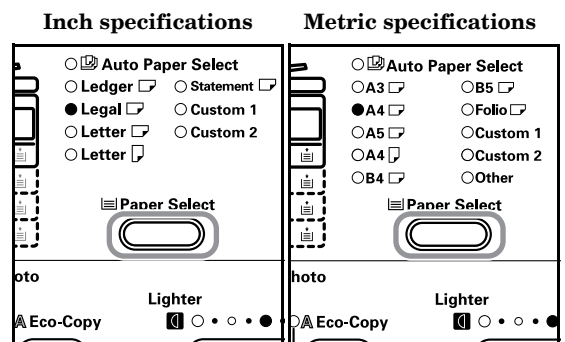 Inch specifications
Auto Paper Select
Ledger Statement
Legal Custom 1
Letter Custom 2
Letter
Paper Select
oto
Lighter
A Eco-Copy
Metric specifications
Auto Paper Select
A3 B5
A4 Folio
A5 Custom 1
A4 Custom 2
B4 Other
Paper Select
hoto
Lighter
A Eco-Copy